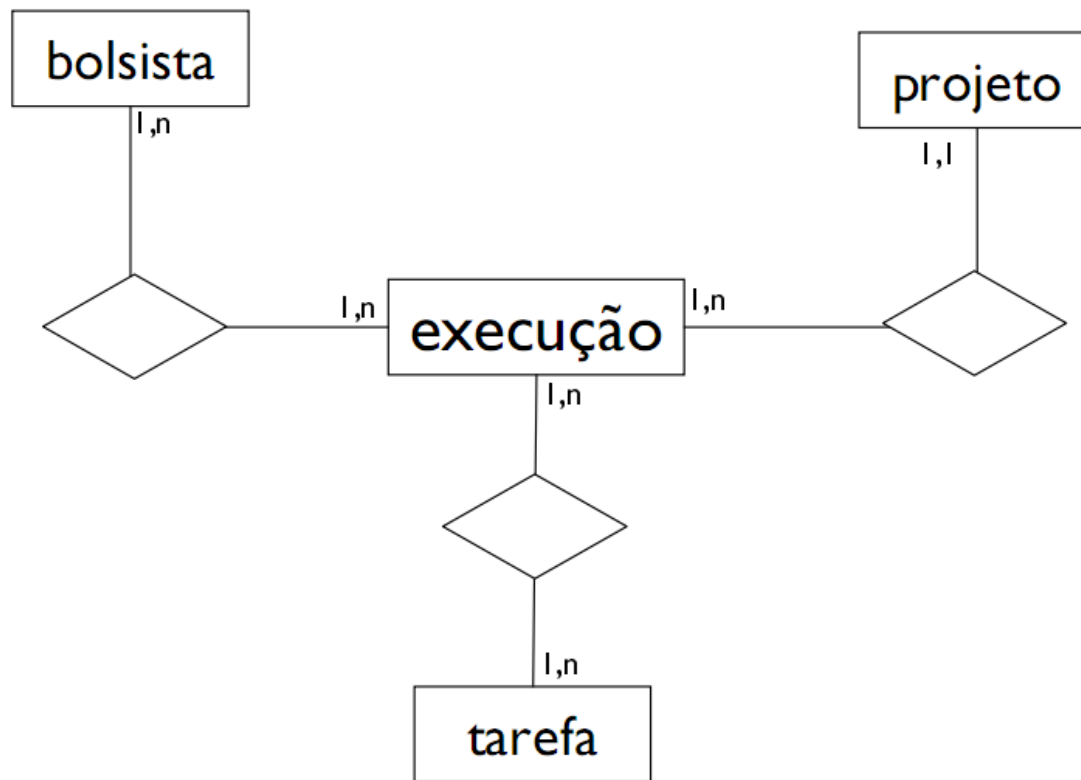 bolsista
projeto
1,n
1,1
1,n
1,n
execução
1,n
1,n
tarefa